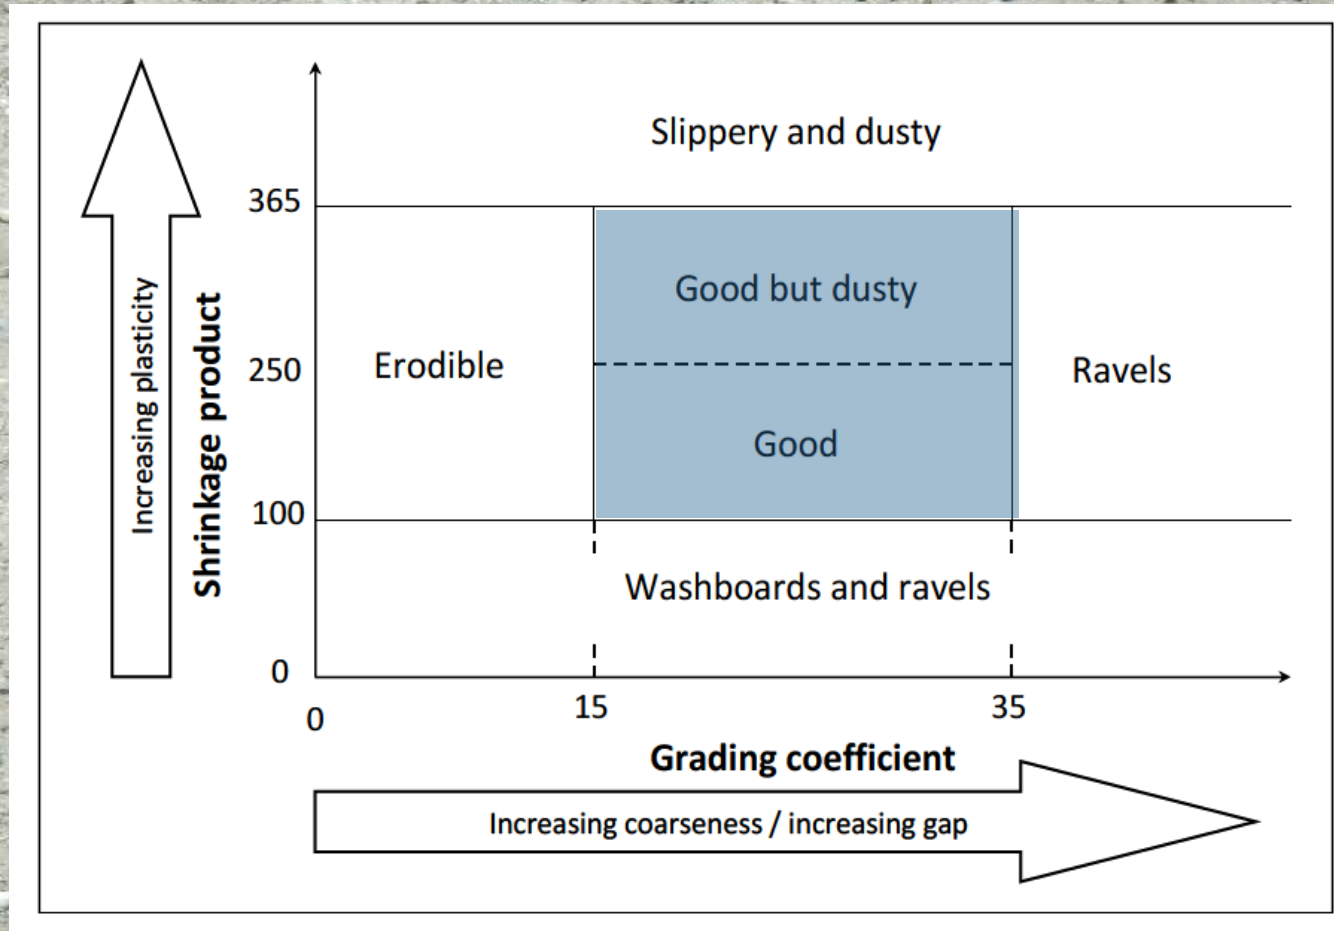 Slippery and dusty
365
Good but dusty
Increasing plasticity
Shrinkage product
250
Erodible
Ravels
Good
100
Washboards and ravels
0
0
15
35
Grading coefficient
Increasing coarseness / increasing gap